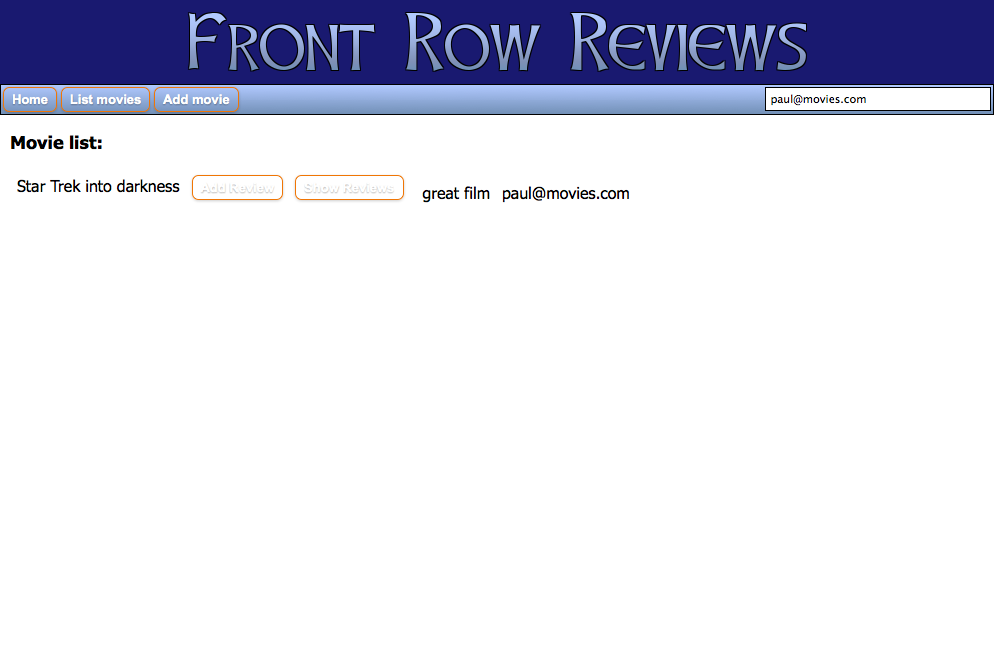 Front Row Reviews
Home List movies Add movie paul@movies.com
Movie list:
Star Trek into darkness Add Review Show Reviews great film paul@movies.com